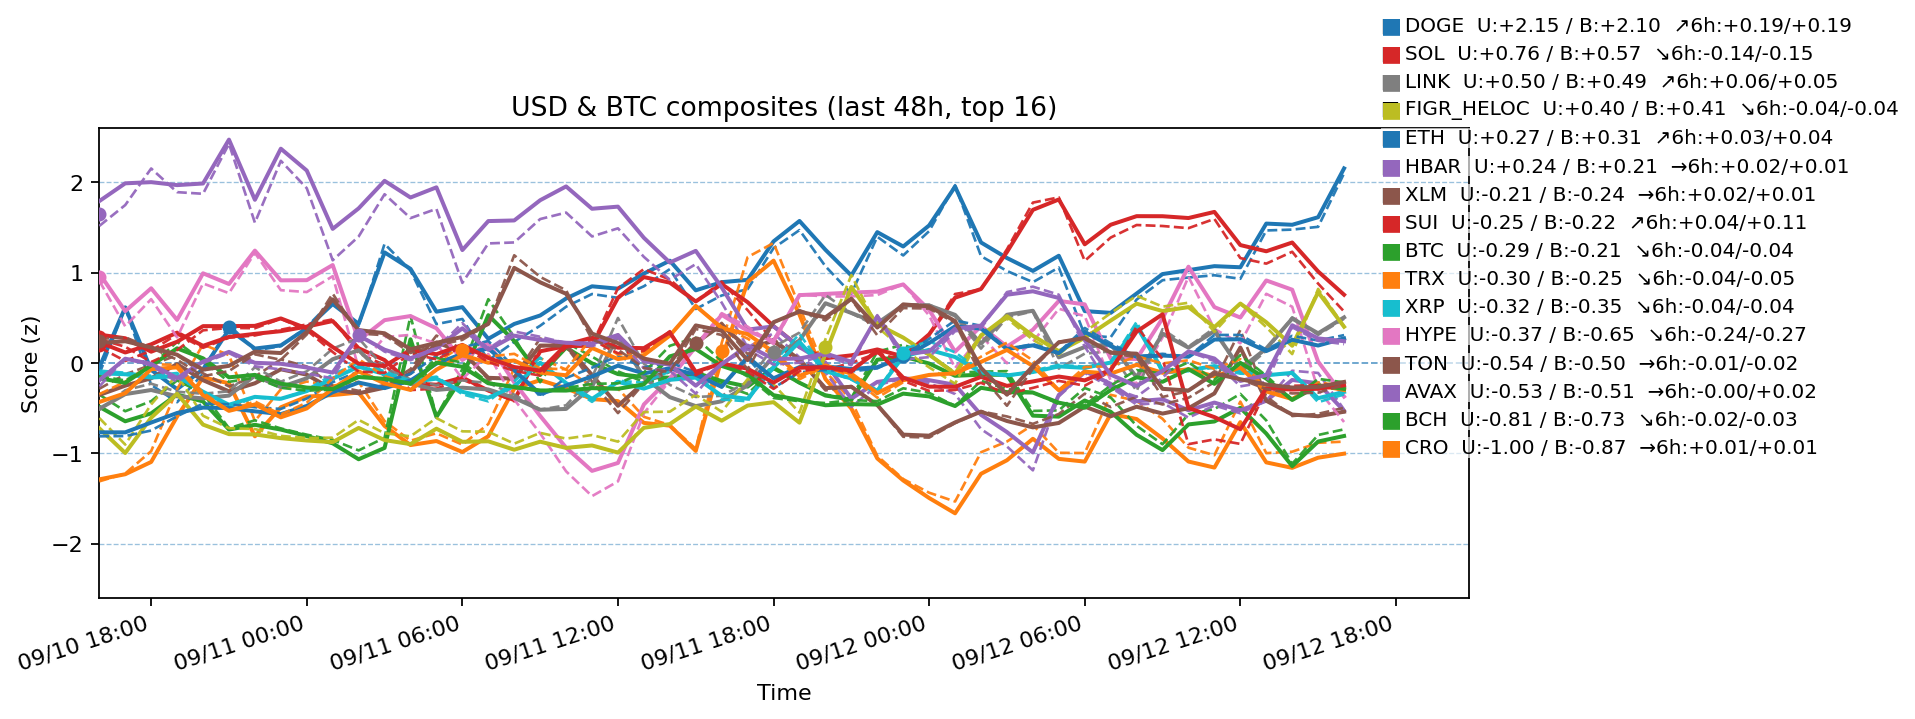 DOGE  U:+2.15 / B:+2.10  ↗6h:+0.19/+0.19
SOL  U:+0.76 / B:+0.57  ↘6h:-0.14/-0.15
LINK  U:+0.50 / B:+0.49  ↗6h:+0.06/+0.05
FIGR_HELOC  U:+0.40 / B:+0.41  ↘6h:-0.04/-0.04
ETH  U:+0.27 / B:+0.31  ↗6h:+0.03/+0.04
HBAR  U:+0.24 / B:+0.21  →6h:+0.02/+0.01
XLM  U:-0.21 / B:-0.24  →6h:+0.02/+0.01
SUI  U:-0.25 / B:-0.22  ↗6h:+0.04/+0.11
BTC  U:-0.29 / B:-0.21  ↘6h:-0.04/-0.04
TRX  U:-0.30 / B:-0.25  ↘6h:-0.04/-0.05
XRP  U:-0.32 / B:-0.35  ↘6h:-0.04/-0.04
HYPE  U:-0.37 / B:-0.65  ↘6h:-0.24/-0.27
TON  U:-0.54 / B:-0.50  →6h:-0.01/-0.02
AVAX  U:-0.53 / B:-0.51  →6h:-0.00/+0.02
BCH  U:-0.81 / B:-0.73  ↘6h:-0.02/-0.03
CRO  U:-1.00 / B:-0.87  →6h:+0.01/+0.01
USD & BTC composites (last 48h, top 16)
Score (z)
2
1
0
−1
−2
09/10 18:00
09/11 00:00
09/11 06:00
09/11 12:00
09/11 18:00
09/12 00:00
09/12 06:00
09/12 12:00
09/12 18:00
Time